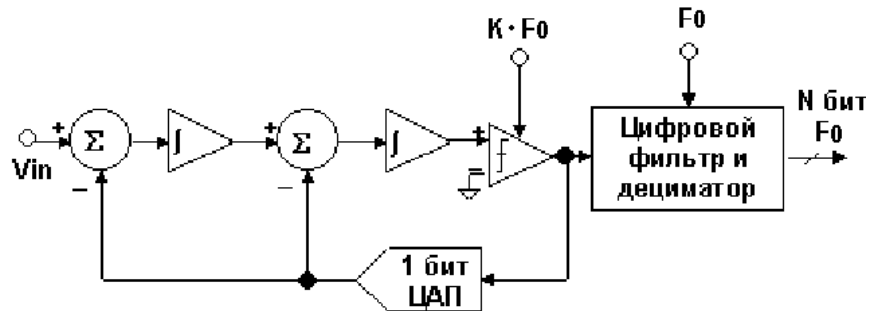 K · F0
F0
N бит
F0
Vin
+
–
Σ
∫
+
–
Σ
∫
+
=
Цифровой
фильтр и
дециматор
1 бит
ЦАП